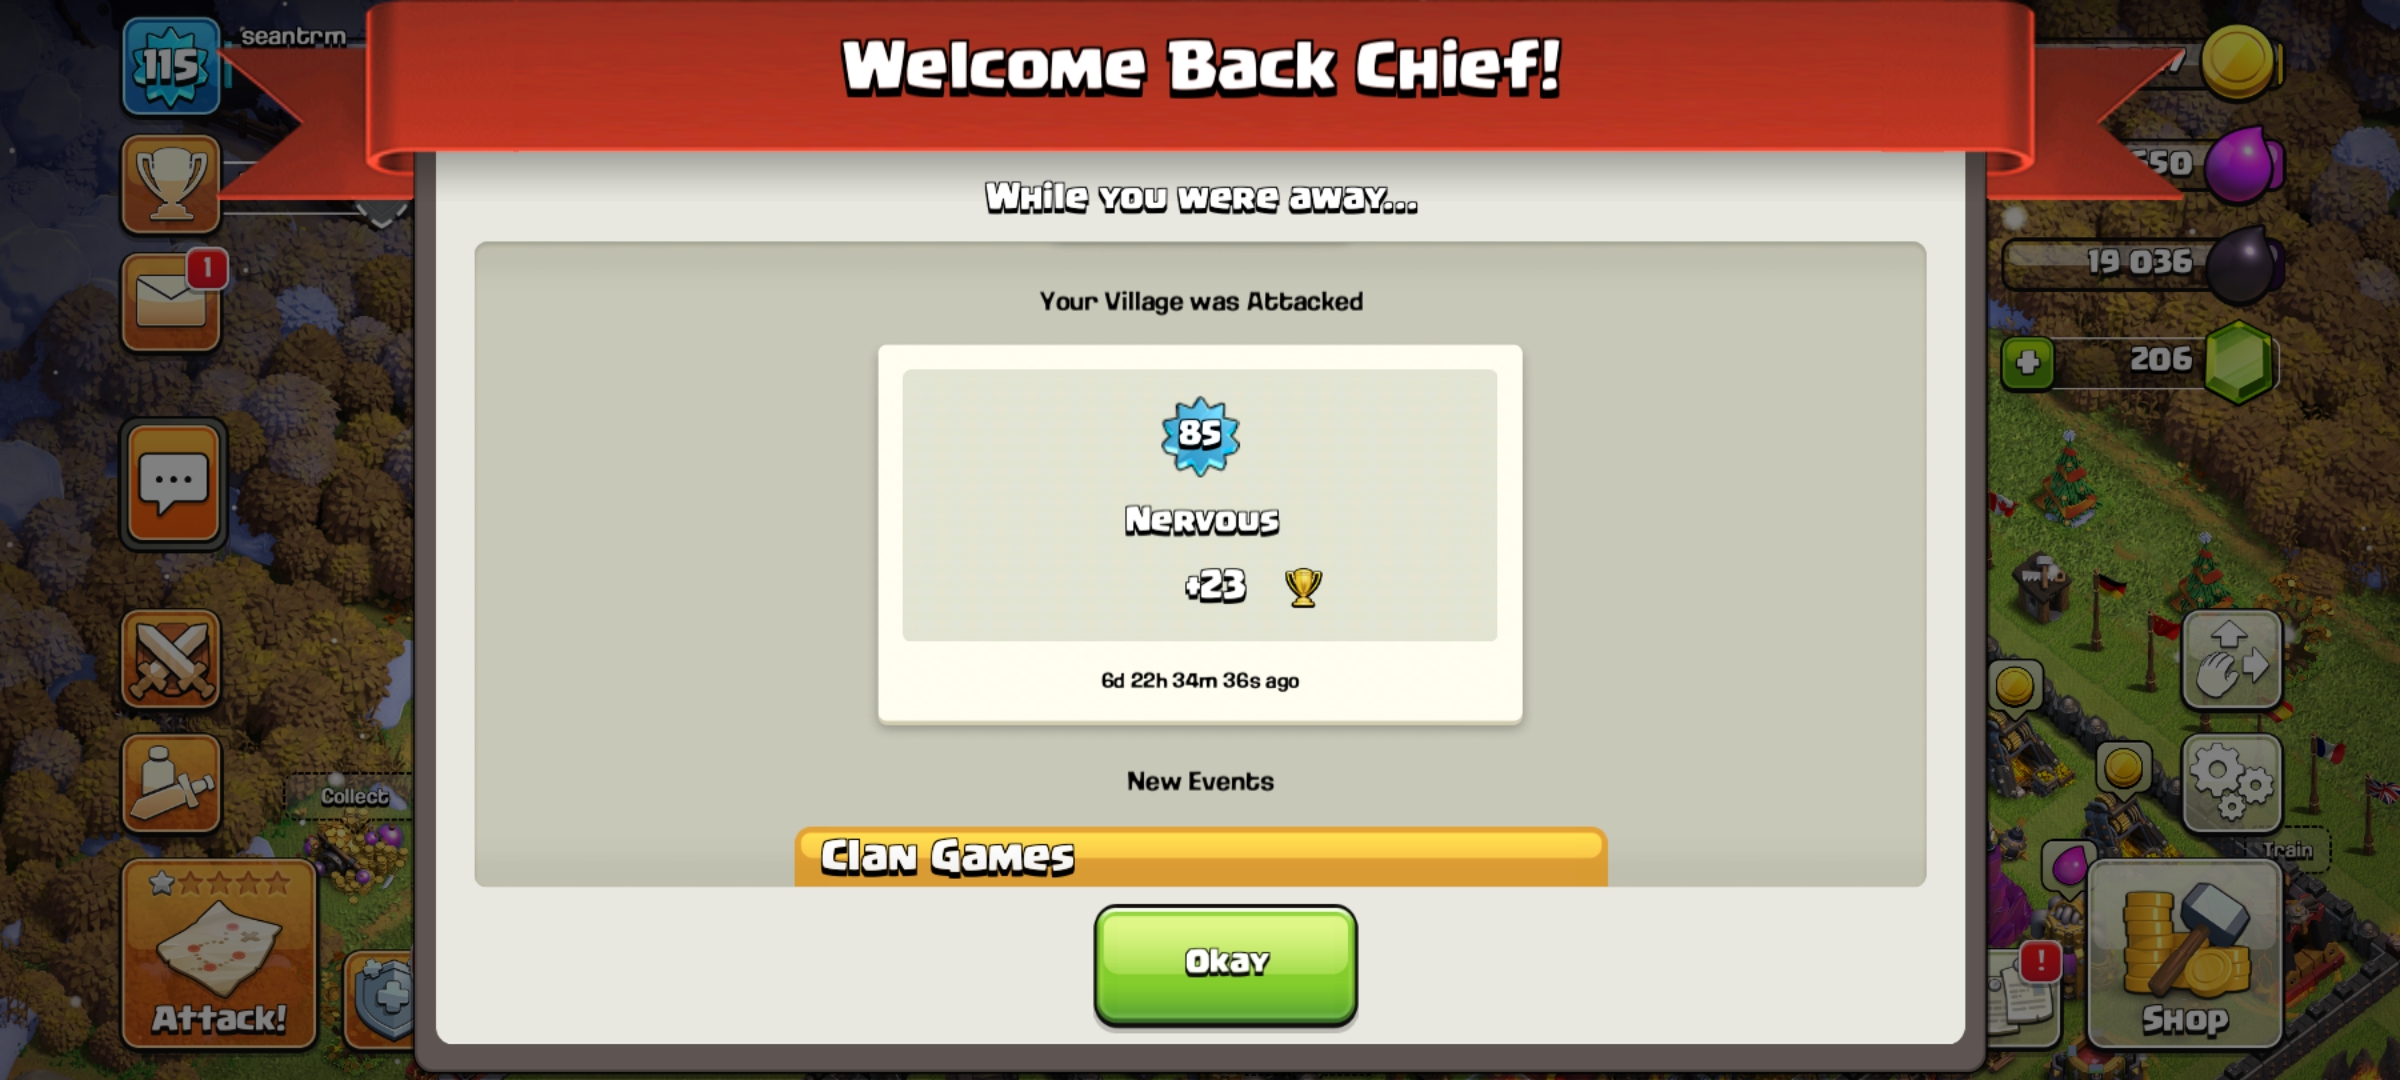 115
seantrm
Welcome Back Chief!
While you were away...
50
1
Your Village was Attacked
19 036
206
85
Nervous
+23
6d 22h 34m 36s ago
New Events
Collect
Clan Games
Train
Okay
!
Attack!
Shop